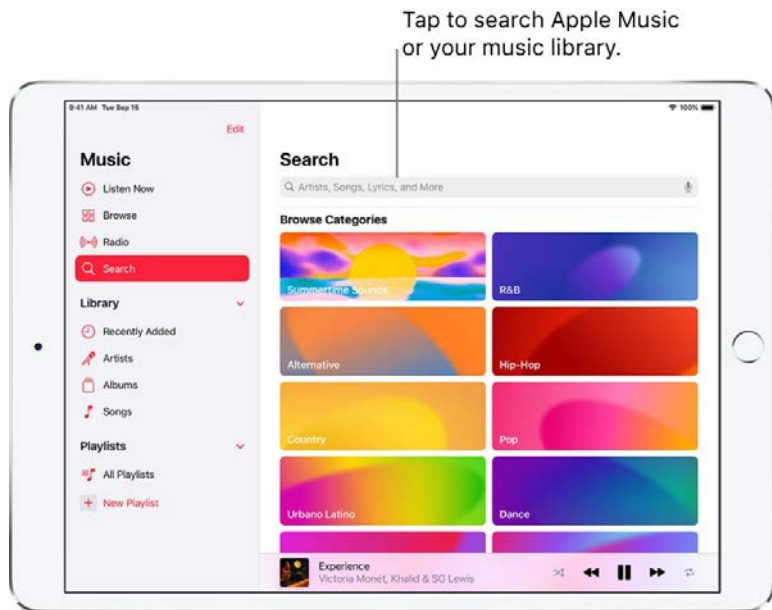 Tap to search Apple Music
or your music library.
9:41 AM Tue Sep 15
100%
Edit
Music
Listen Now
Browse
Radio
Search
Library
Recently Added
Artists
Albums
Songs
Playlists
All Playlists
New Playlist
Search
Artists, Songs, Lyrics, and More
Browse Categories
Summertime Sounds
R&B
Alternative
Hip-Hop
Country
Pop
Urbano Latino
Dance
Experience
Victoria Monét, Khalid & SG Lewis